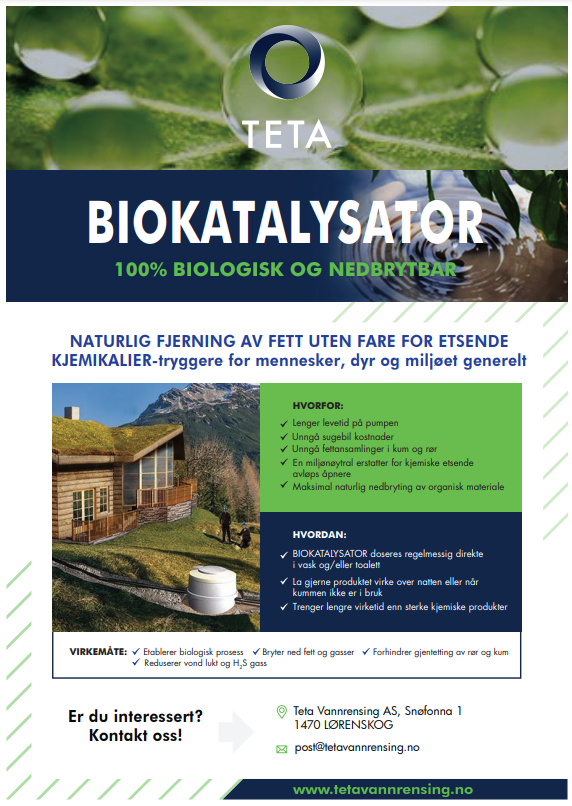 TETA
BIOKATALYSATOR
100% BIOLOGISK OG NEDBRYTBAR
NATURLIG FJERNING AV FETT UTEN FARE FOR ETSENDE
KJEMIKALIER-tryggere for mennesker, dyr og miljøet generelt
HVORFOR:
✓ Lenger levetid på pumpen
✓ Unngå sugebil kostnader
✓ Unngå fettansamlinger i kum og rør
✓ En miljønøytral erstatter for kjemiske etsende
avløps åpnere
✓ Maksimal naturlig nedbryting av organisk materiale
HVORDAN:
✓ BIOKATALYSATOR doseres regelmessig direkte
i vask og/eller toalett
✓ La gjerne produktet virke over natten eller når
kummen ikke er i bruk
✓ Trenger lengre virketid enn sterke kjemiske produkter
VIRKEMÅTE: ✓ Etablerer biologisk prosess ✓ Bryter ned fett og gasser ✓ Forhindrer gjentetting av rør og kum
✓ Reduserer vond lukt og H₂S gass
Er du interessert?
Kontakt oss!
Teta Vannrensing AS, Snøfonna 1
1470 LØRENSKOG
post@tetavannrensing.no
www.tetavannrensing.no